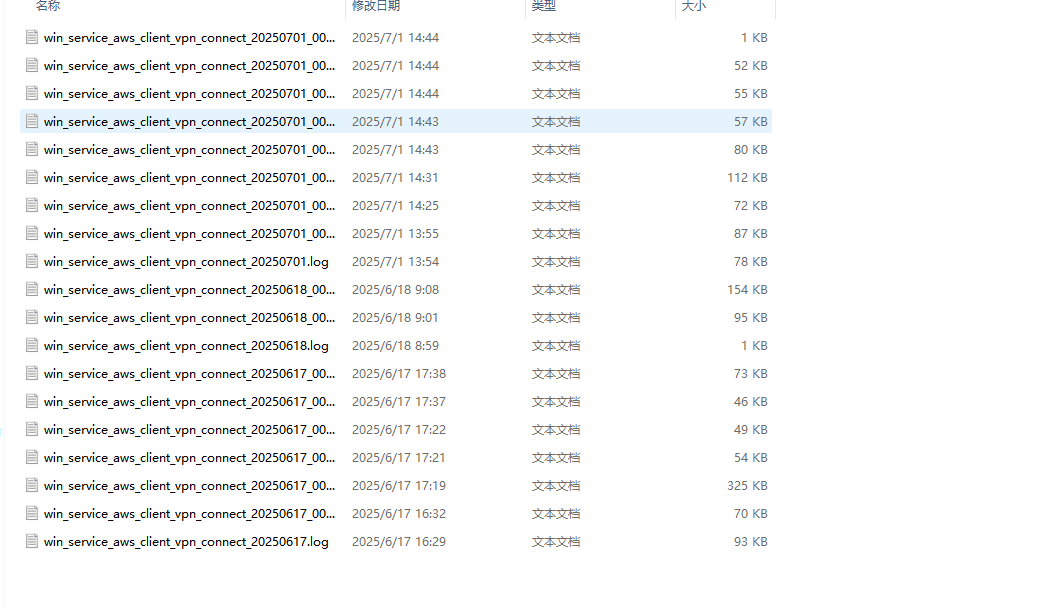 名称 修改日期 类型 大小
win_service_aws_client_vpn_connect_20250701_00... 2025/7/1 14:44 文本文档 1 KB
win_service_aws_client_vpn_connect_20250701_00... 2025/7/1 14:44 文本文档 52 KB
win_service_aws_client_vpn_connect_20250701_00... 2025/7/1 14:44 文本文档 55 KB
win_service_aws_client_vpn_connect_20250701_00... 2025/7/1 14:43 文本文档 57 KB
win_service_aws_client_vpn_connect_20250701_00... 2025/7/1 14:43 文本文档 80 KB
win_service_aws_client_vpn_connect_20250701_00... 2025/7/1 14:31 文本文档 112 KB
win_service_aws_client_vpn_connect_20250701_00... 2025/7/1 14:25 文本文档 72 KB
win_service_aws_client_vpn_connect_20250701_00... 2025/7/1 13:55 文本文档 87 KB
win_service_aws_client_vpn_connect_20250701.log 2025/7/1 13:54 文本文档 78 KB
win_service_aws_client_vpn_connect_20250618_00... 2025/6/18 9:08 文本文档 154 KB
win_service_aws_client_vpn_connect_20250618_00... 2025/6/18 9:01 文本文档 95 KB
win_service_aws_client_vpn_connect_20250618.log 2025/6/18 8:59 文本文档 1 KB
win_service_aws_client_vpn_connect_20250617_00... 2025/6/17 17:38 文本文档 73 KB
win_service_aws_client_vpn_connect_20250617_00... 2025/6/17 17:37 文本文档 46 KB
win_service_aws_client_vpn_connect_20250617_00... 2025/6/17 17:22 文本文档 49 KB
win_service_aws_client_vpn_connect_20250617_00... 2025/6/17 17:21 文本文档 54 KB
win_service_aws_client_vpn_connect_20250617_00... 2025/6/17 17:19 文本文档 325 KB
win_service_aws_client_vpn_connect_20250617_00... 2025/6/17 16:32 文本文档 70 KB
win_service_aws_client_vpn_connect_20250617.log 2025/6/17 16:29 文本文档 93 KB